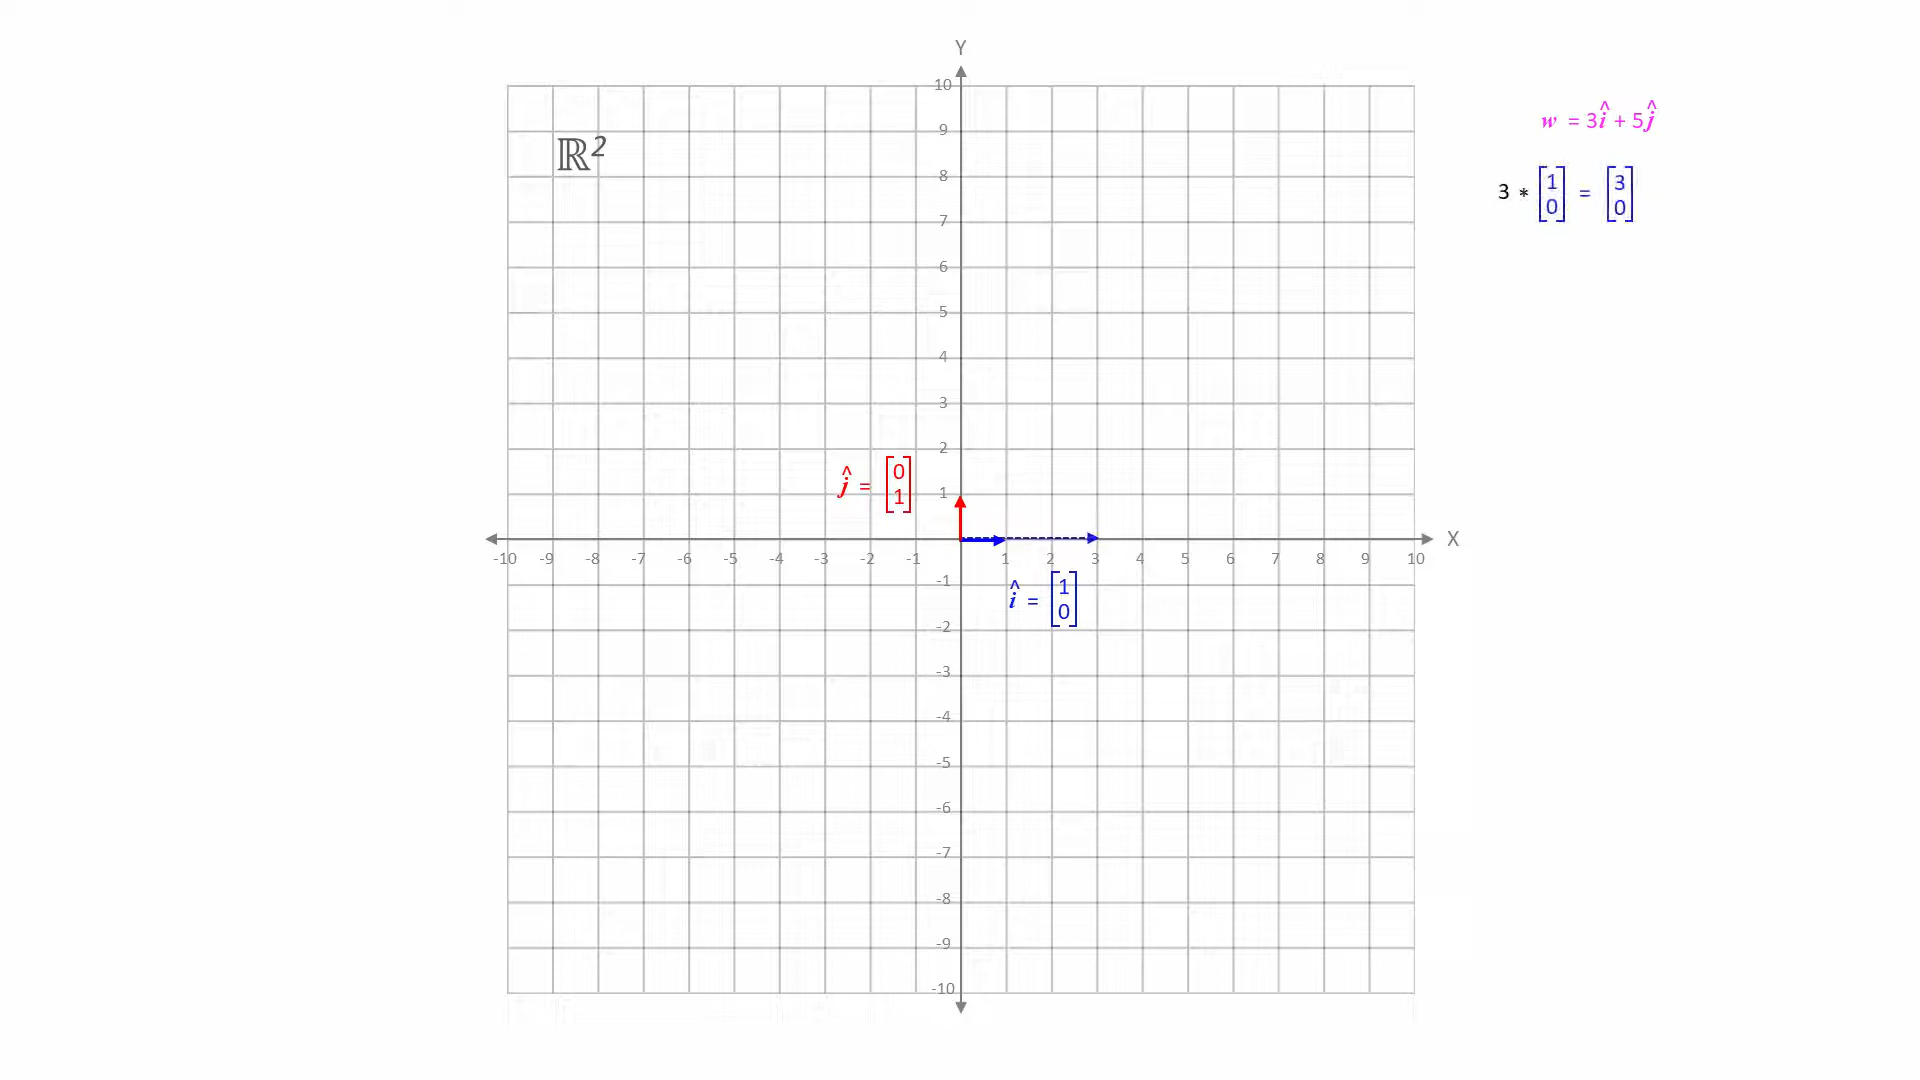 Y
10
w = 3î + 5ĵ
9
ℝ²
8
3 * [1 0] = [3 0]
7
6
5
4
3
2
ĵ = [0 1]
1
X
-10 -9 -8 -7 -6 -5 -4 -3 -2 -1 1 2 3 4 5 6 7 8 9 10
-1
î = [1 0]
-2
-3
-4
-5
-6
-7
-8
-9
-10